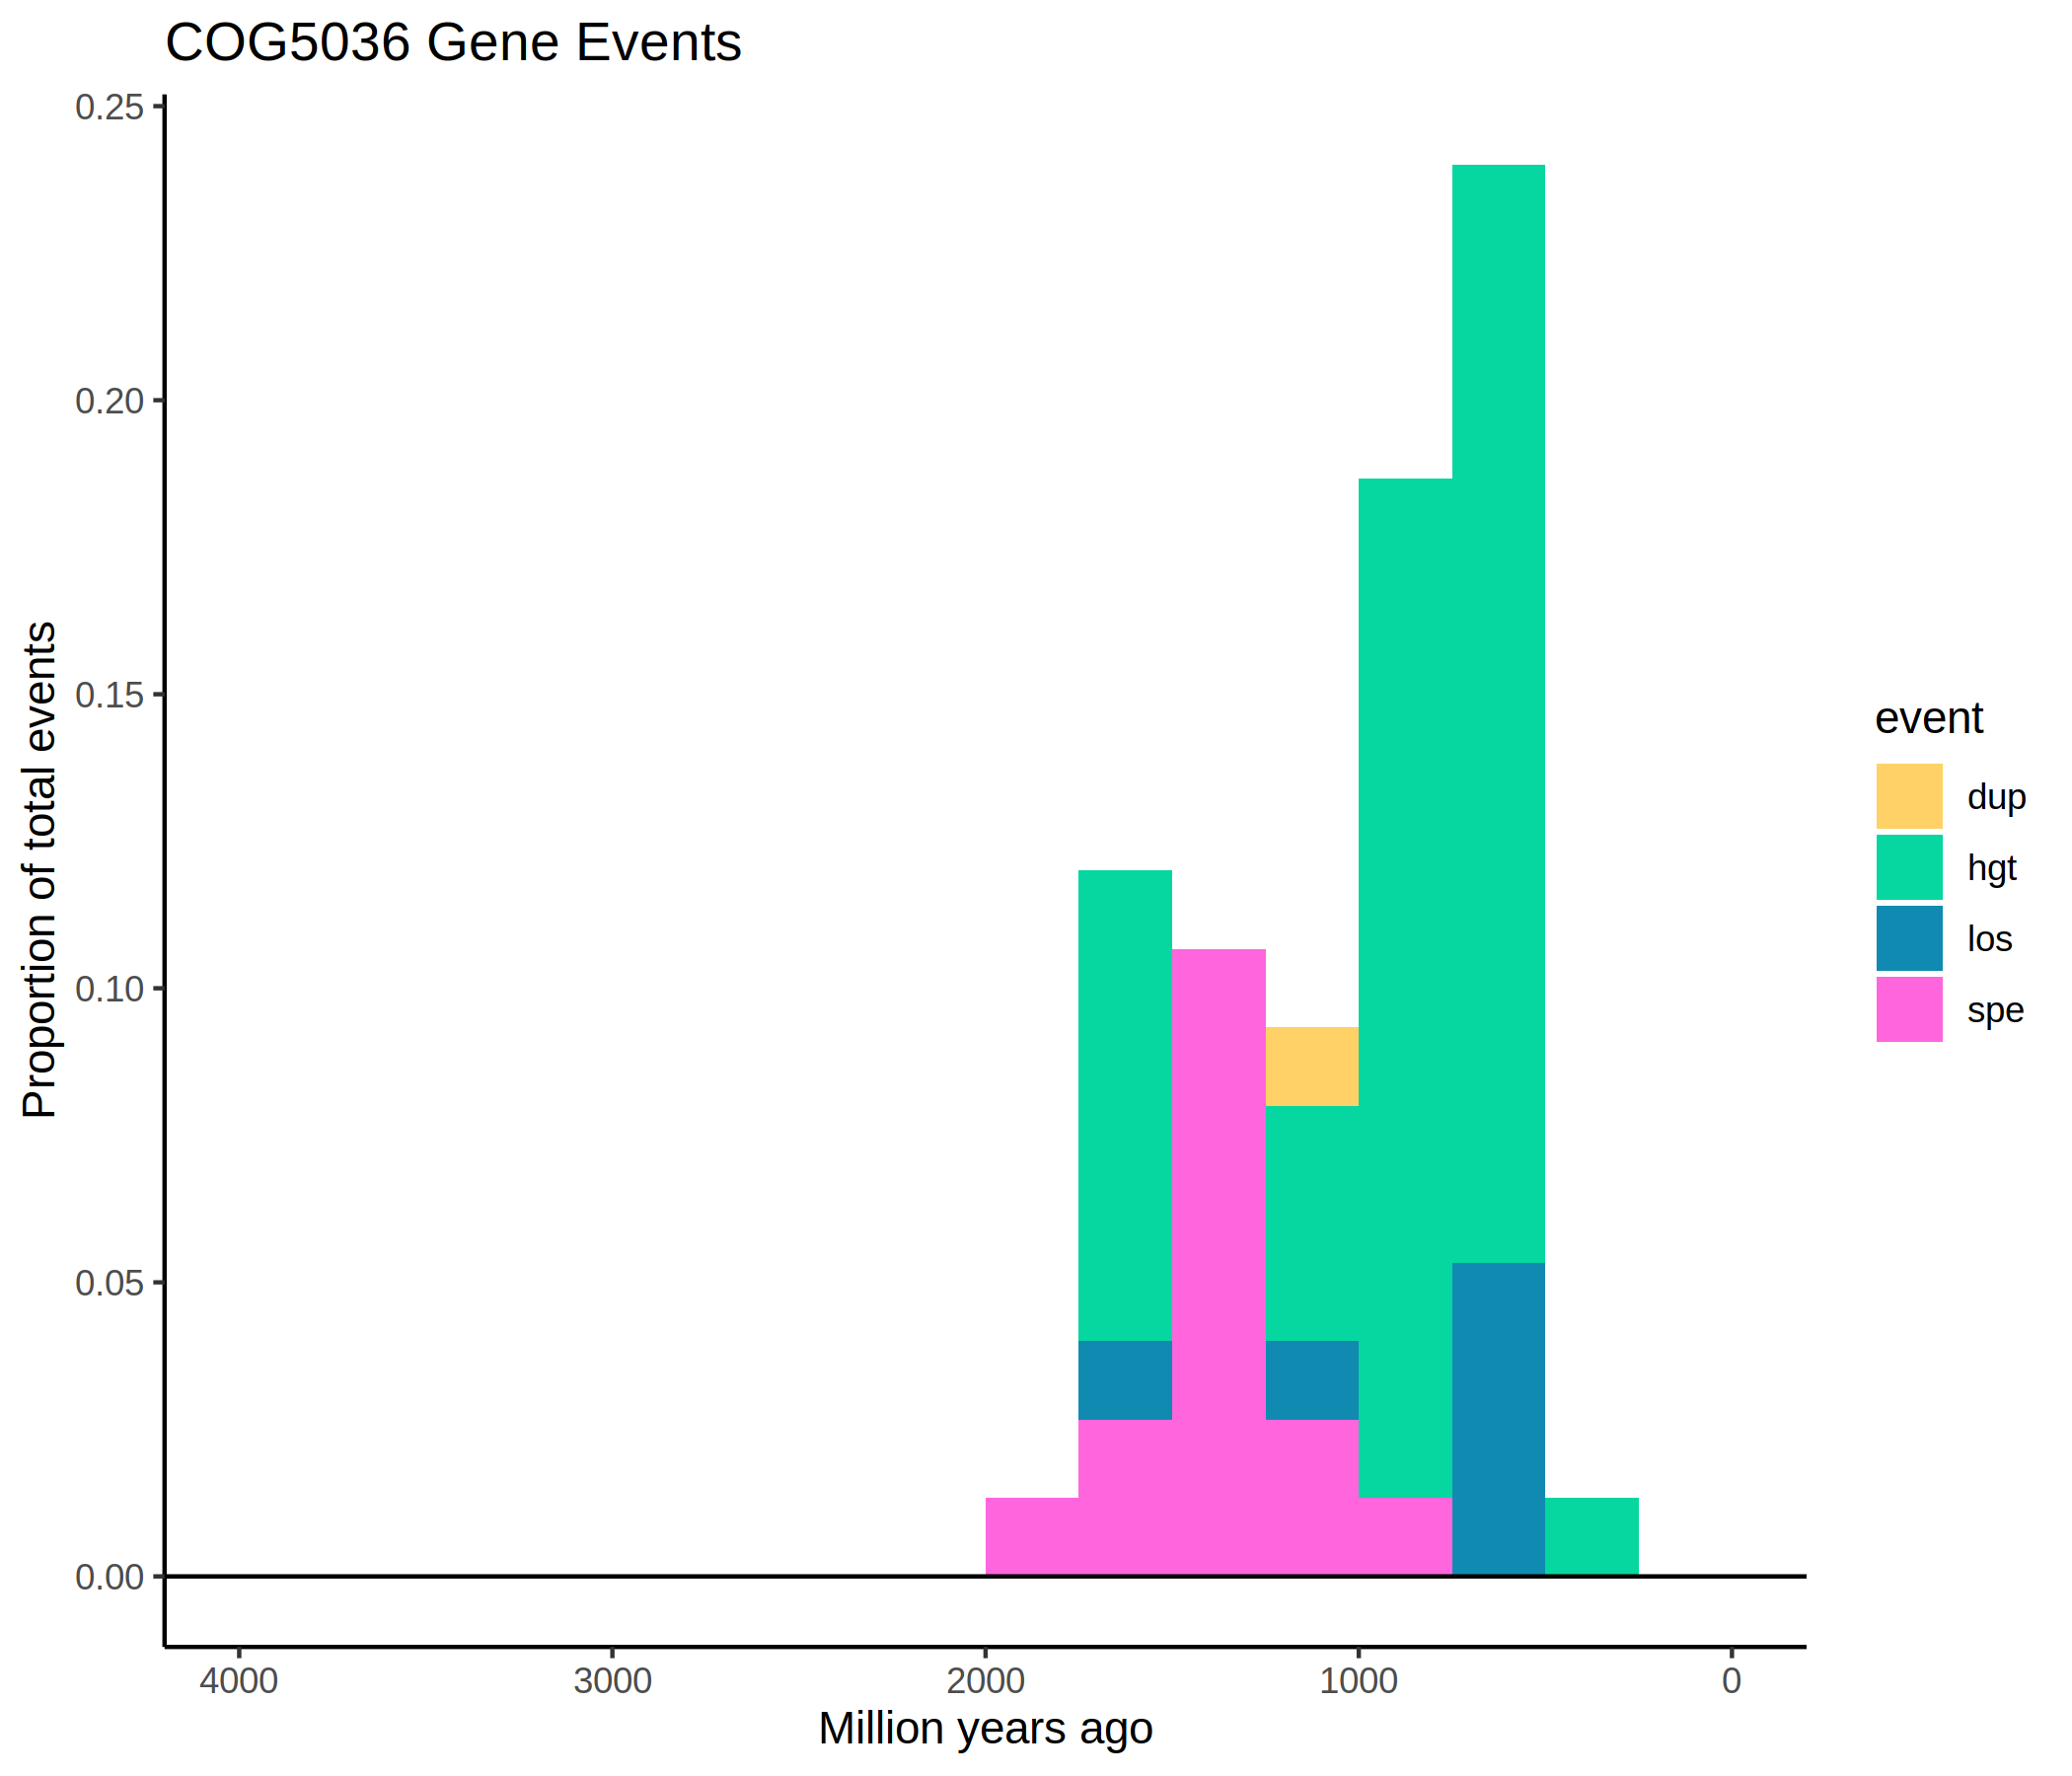 COG5036 Gene Events
Proportion of total events
0.25
0.20
0.15
0.10
0.05
0.00
4000 3000 2000 1000 0
Million years ago
event
dup
hgt
los
spe